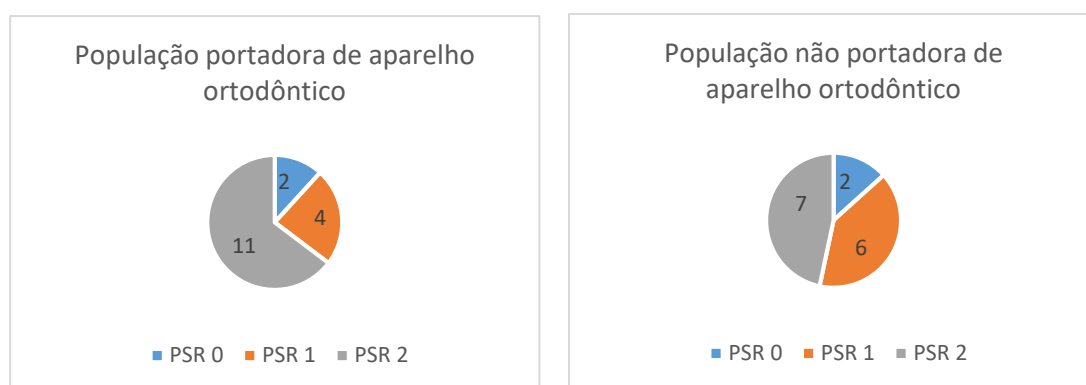 População portadora de aparelho
ortodôntico
2
4
11
PSR 0 PSR 1 PSR 2
População não portadora de
aparelho ortodôntico
2
7
6
PSR 0 PSR 1 PSR 2